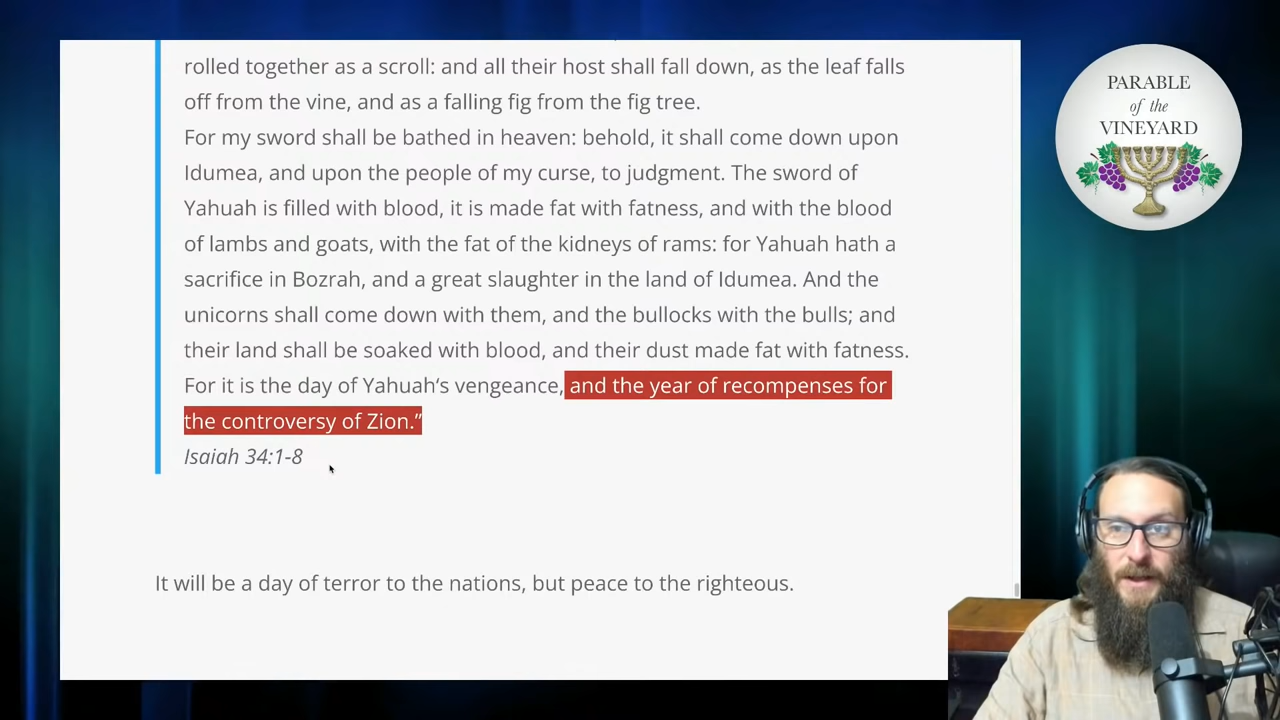 rolled together as a scroll: and all their host shall fall down, as the leaf falls
off from the vine, and as a falling fig from the fig tree.
For my sword shall be bathed in heaven: behold, it shall come down upon
Idumea, and upon the people of my curse, to judgment. The sword of
Yahuah is filled with blood, it is made fat with fatness, and with the blood
of lambs and goats, with the fat of the kidneys of rams: for Yahuah hath a
sacrifice in Bozrah, and a great slaughter in the land of Idumea. And the
unicorns shall come down with them, and the bullocks with the bulls; and
their land shall be soaked with blood, and their dust made fat with fatness.
For it is the day of Yahuah‘s vengeance, and the year of recompenses for
the controversy of Zion.”
Isaiah 34:1-8
It will be a day of terror to the nations, but peace to the righteous.
PARABLE
of the
VINEYARD